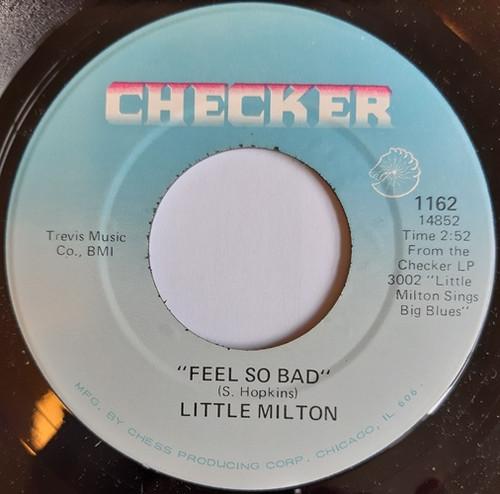 CHECKER
1162
14852
Time 2:52
From the
Checker LP
3002 "Little
Milton Sings
Big Blues"
Trevis Music
Co., BMI
"FEEL SO BAD"
(S. Hopkins)
LITTLE MILTON
MFG. BY CHESS PRODUCING CORP. CHICAGO, IL 606.